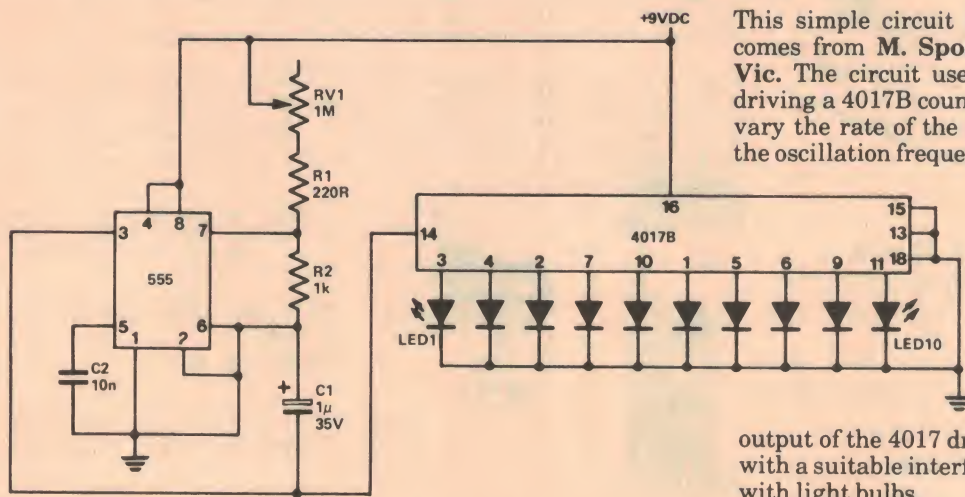 +9VDC
This simple circuit
comes from M. Spo
Vic. The circuit use
driving a 4017B coun
vary the rate of the
the oscillation freque
RV1
1M
R1
220R
4 8
3 7
555
R2
1k
5 6
1 2
C2
10n
+
C1
1μ
35V
16
15
14 4017B 13
18
3 4 2 7 10 1 5 6 9 11
LED1
LED10
output of the 4017 dr
with a suitable interf
with light bulbs